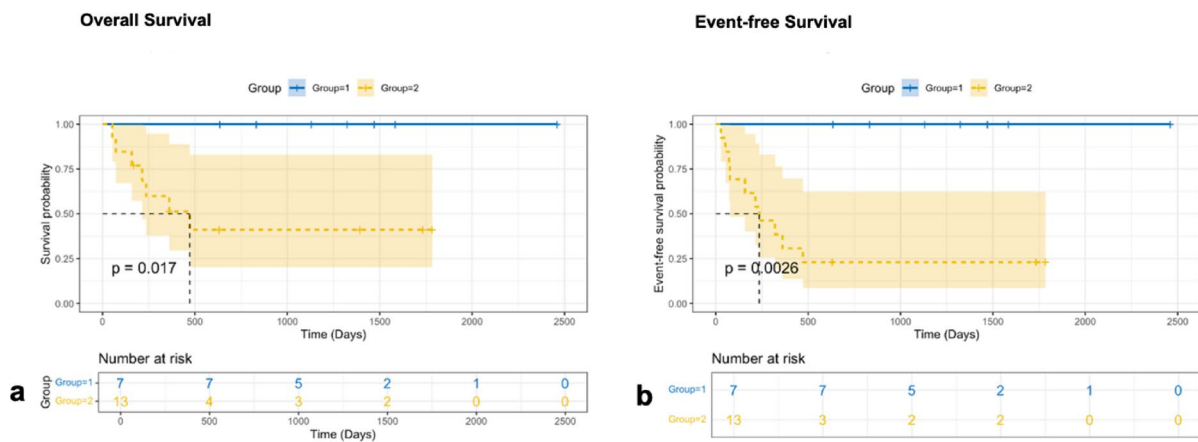 Overall Survival
Group Group=1 Group=2
1.00
0.75
0.50
0.25
0.00
Survival probability
p = 0.017
0 500 1000 1500 2000 2500
Time (Days)
Number at risk
Group
Group=1 7 7 5 2 1 0
Group=2 13 4 3 2 0 0
0 500 1000 1500 2000 2500
Time (Days)
a
Event-free Survival
Group Group=1 Group=2
1.00
0.75
0.50
0.25
0.00
Event-free survival probability
p = 0.0026
0 500 1000 1500 2000 2500
Time (Days)
Number at risk
Group=1 7 7 5 2 1 0
Group=2 13 3 2 2 0 0
b